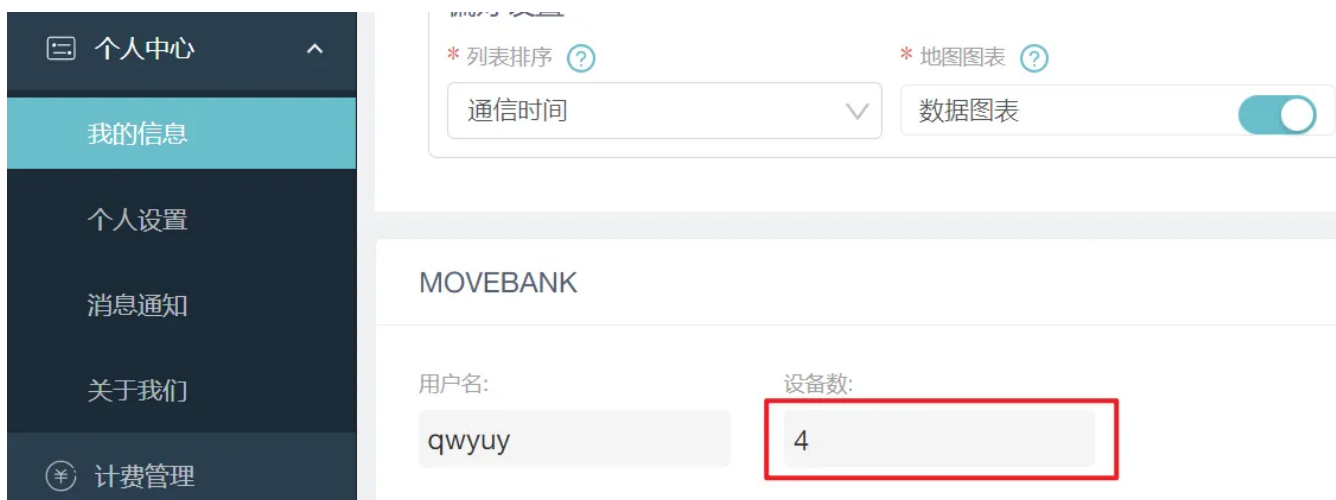 个人中心
* 列表排序 ?
* 地图图表 ?
通信时间
数据图表
我的信息
个人设置
消息通知
关于我们
计费管理
MOVEBANK
用户名:
设备数:
qwyuy
4